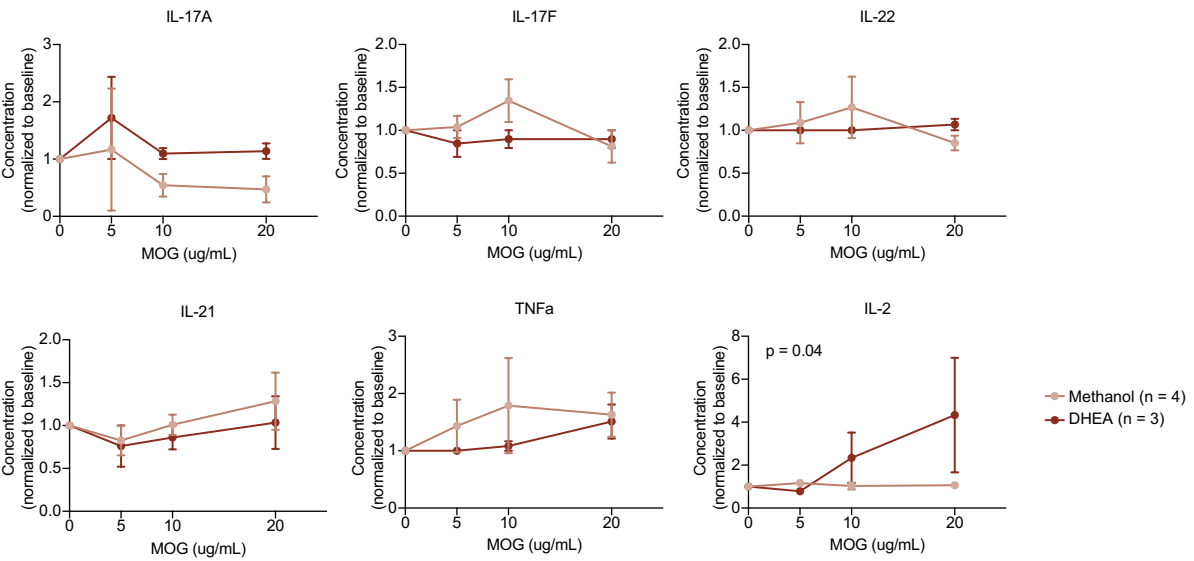 IL-17A
Concentration
(normalized to baseline)
3
2
1
0
0 5 10 20
MOG (ug/mL)
IL-17F
Concentration
(normalized to baseline)
2.0
1.5
1.0
0.5
0.0
0 5 10 20
MOG (ug/mL)
IL-22
Concentration
(normalized to baseline)
2.0
1.5
1.0
0.5
0.0
0 5 10 20
MOG (ug/mL)
IL-21
Concentration
(normalized to baseline)
2.0
1.5
1.0
0.5
0.0
0 5 10 20
MOG (ug/mL)
TNFa
Concentration
(normalized to baseline)
3
2
1
0
0 5 10 20
MOG (ug/mL)
IL-2
Concentration
(normalized to baseline)
8
6
4
2
0
p = 0.04
0 5 10 20
MOG (ug/mL)
Methanol (n = 4)
DHEA (n = 3)